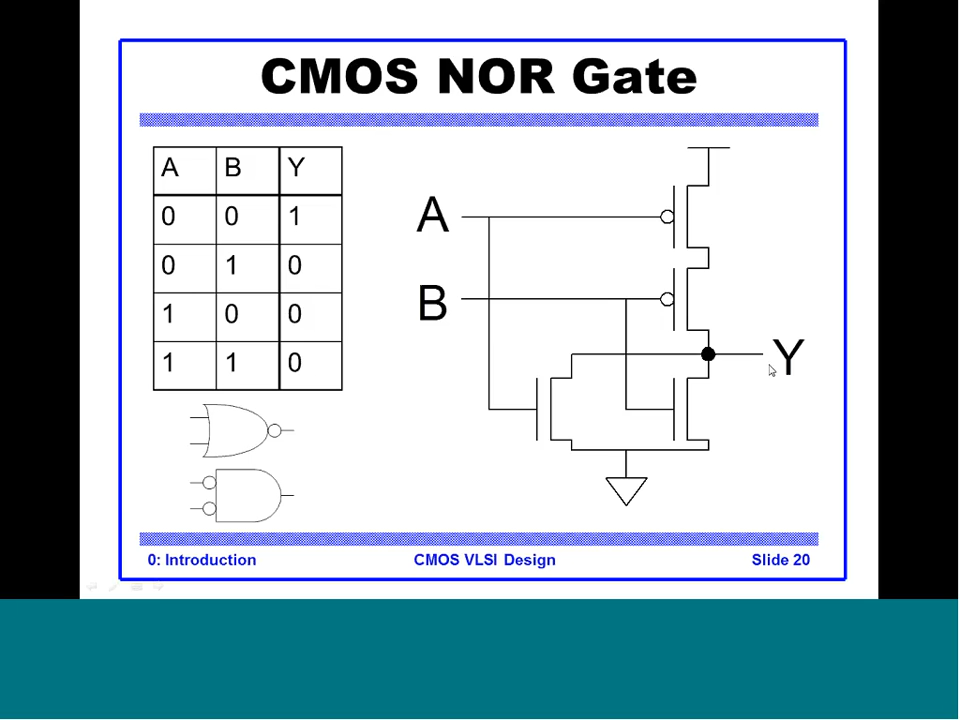 CMOS NOR Gate
A B Y
0 0 1
0 1 0
1 0 0
1 1 0
A
B
Y
0: Introduction CMOS VLSI Design Slide 20